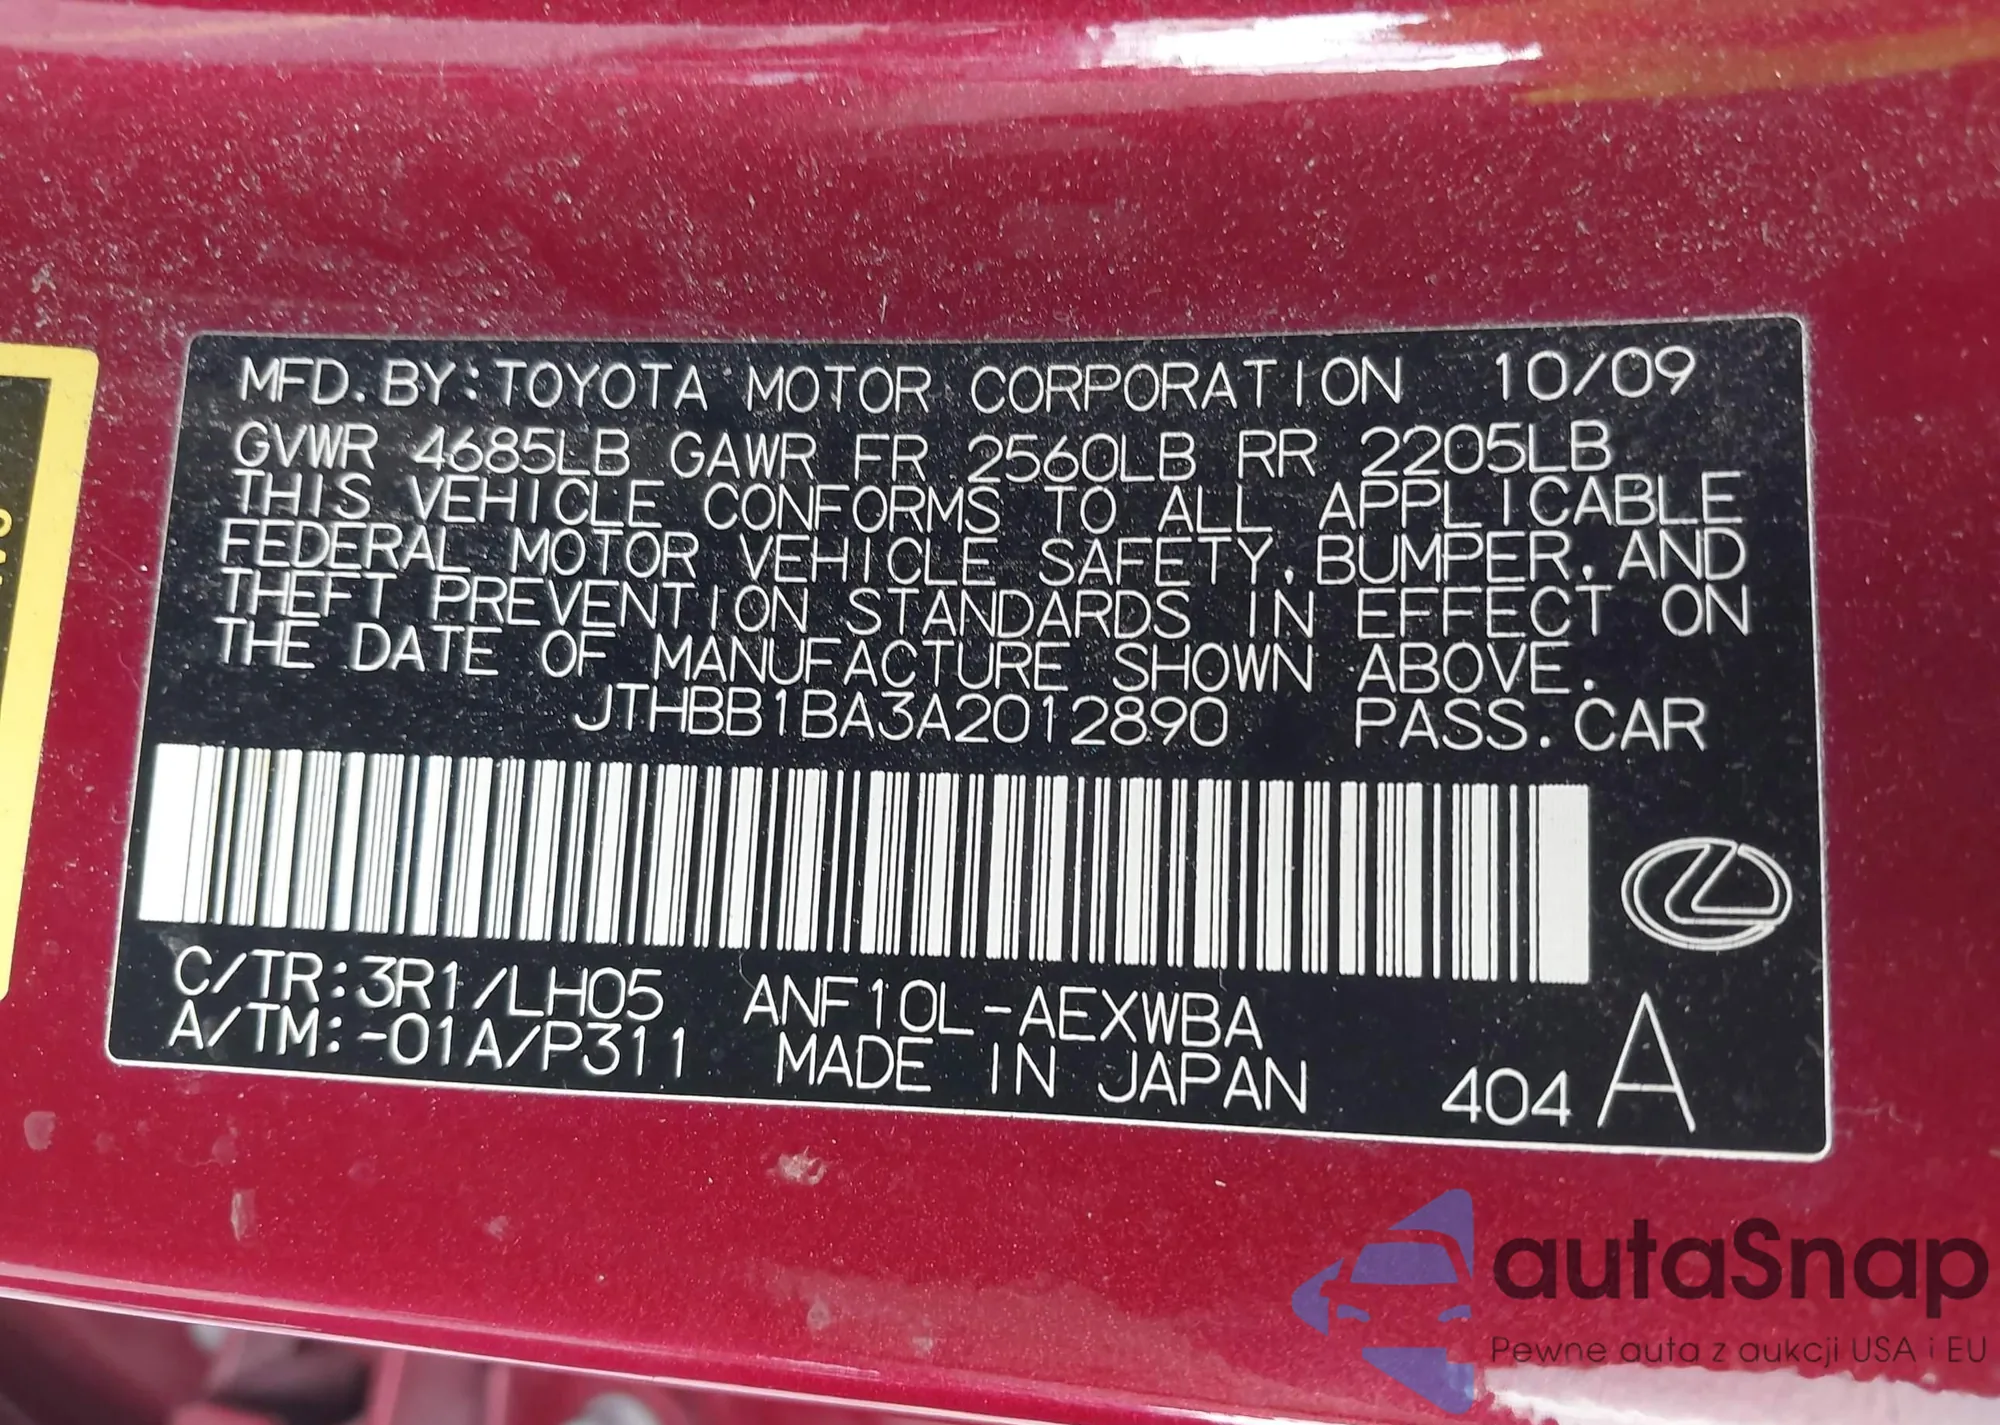 MFD. BY: TOYOTA MOTOR CORPORATION 10/09
GVWR 4685LB GAWR FR 2560LB RR 2205LB
THIS VEHICLE CONFORMS TO ALL APPLICABLE
FEDERAL MOTOR VEHICLE SAFETY, BUMPER, AND
THEFT PREVENTION STANDARDS IN EFFECT ON
THE DATE OF MANUFACTURE SHOWN ABOVE.
JTHBB1BA3A2012890 PASS. CAR
C/TR:3R1/LH05 ANF10L-AEXWBA
A/TM:-01A/P311 MADE IN JAPAN 404 A
autaSnap
Pewne auta z aukcji USA i EU